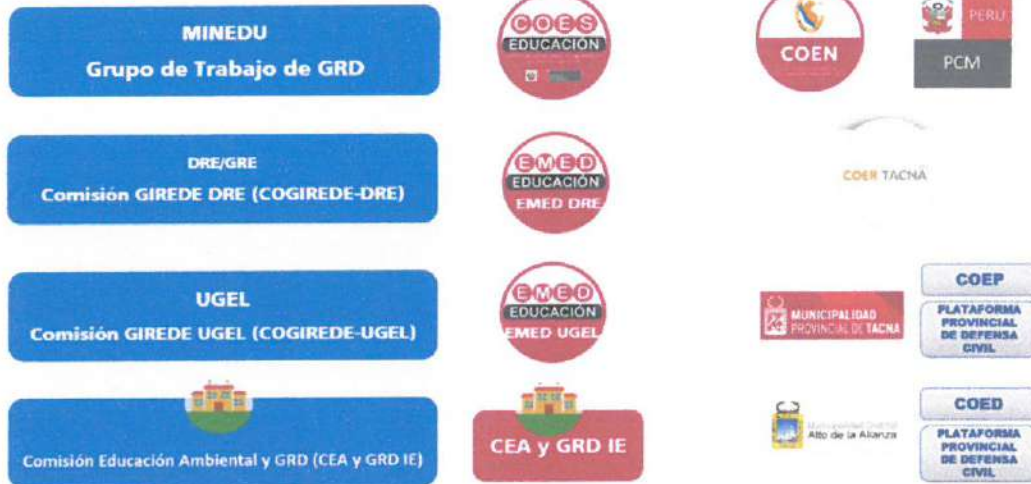 MINEDU
Grupo de Trabajo de GRD
COES
EDUCACIÓN
COEN
PERU
PCM
DRE/GRE
Comisión GIREDE DRE (COGIREDE-DRE)
EMED
EDUCACIÓN
EMED DRE
COER TACNA
UGEL
Comisión GIREDE UGEL (COGIREDE-UGEL)
EMED
EDUCACIÓN
EMED UGEL
MUNICIPALIDAD
PROVINCIAL DE TACNA
COEP
PLATAFORMA
PROVINCIAL
DE DEFENSA
CIVIL
Comisión Educación Ambiental y GRD (CEA y GRD IE)
CEA y GRD IE
Alto de la Alianza
COED
PLATAFORMA
PROVINCIAL
DE DEFENSA
CIVIL